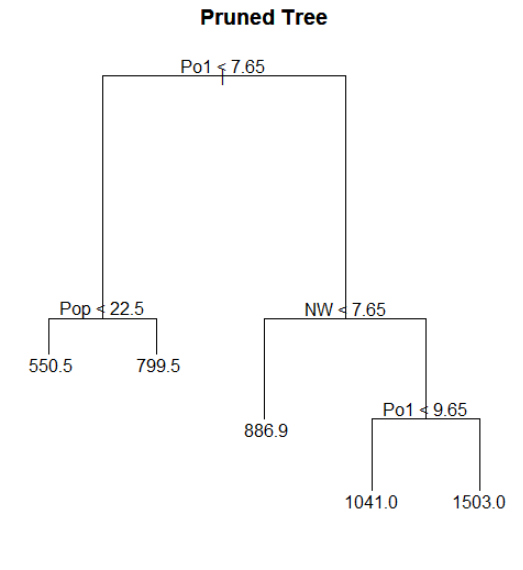 Pruned Tree
Po1 < 7.65
Pop < 22.5
NW < 7.65
550.5
799.5
Po1 < 9.65
886.9
1041.0
1503.0